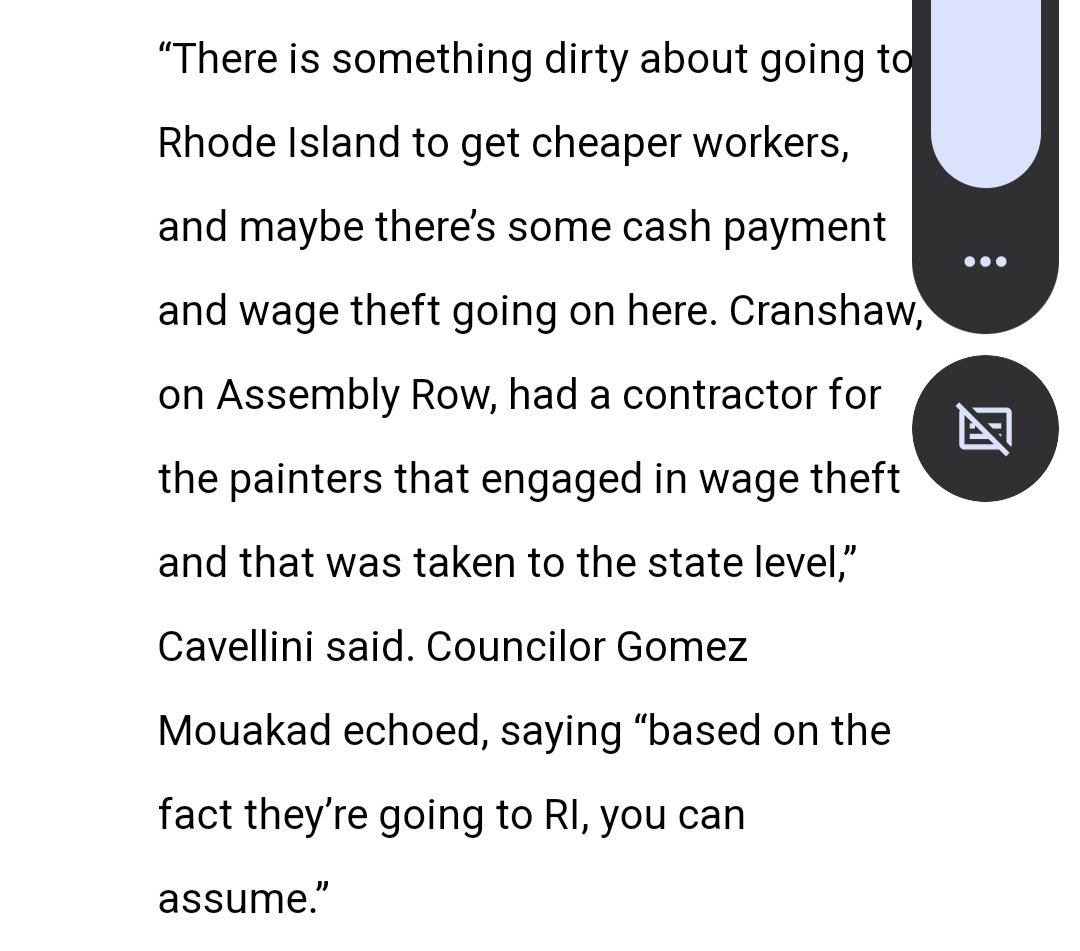 “There is something dirty about going to
Rhode Island to get cheaper workers,
and maybe there’s some cash payment
and wage theft going on here. Cranshaw,
on Assembly Row, had a contractor for
the painters that engaged in wage theft
and that was taken to the state level,”
Cavellini said. Councilor Gomez
Mouakad echoed, saying “based on the
fact they’re going to RI, you can
assume.”